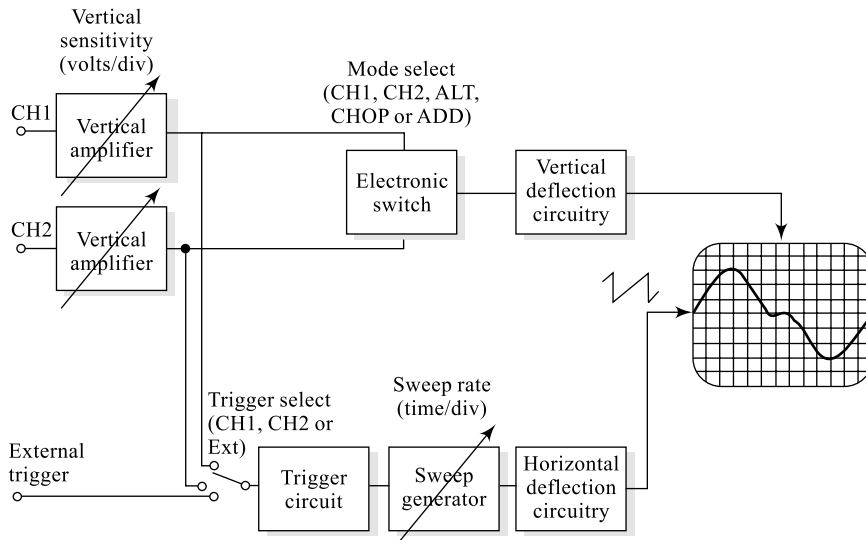 Vertical
sensitivity
(volts/div)
Mode select
(CH1, CH2, ALT,
CHOP or ADD)
CH1
Vertical
amplifier
Electronic
switch
Vertical
deflection
circuitry
CH2
Vertical
amplifier
Trigger select
(CH1, CH2 or
Ext)
Sweep rate
(time/div)
External
trigger
Trigger
circuit
Sweep
generator
Horizontal
deflection
circuitry